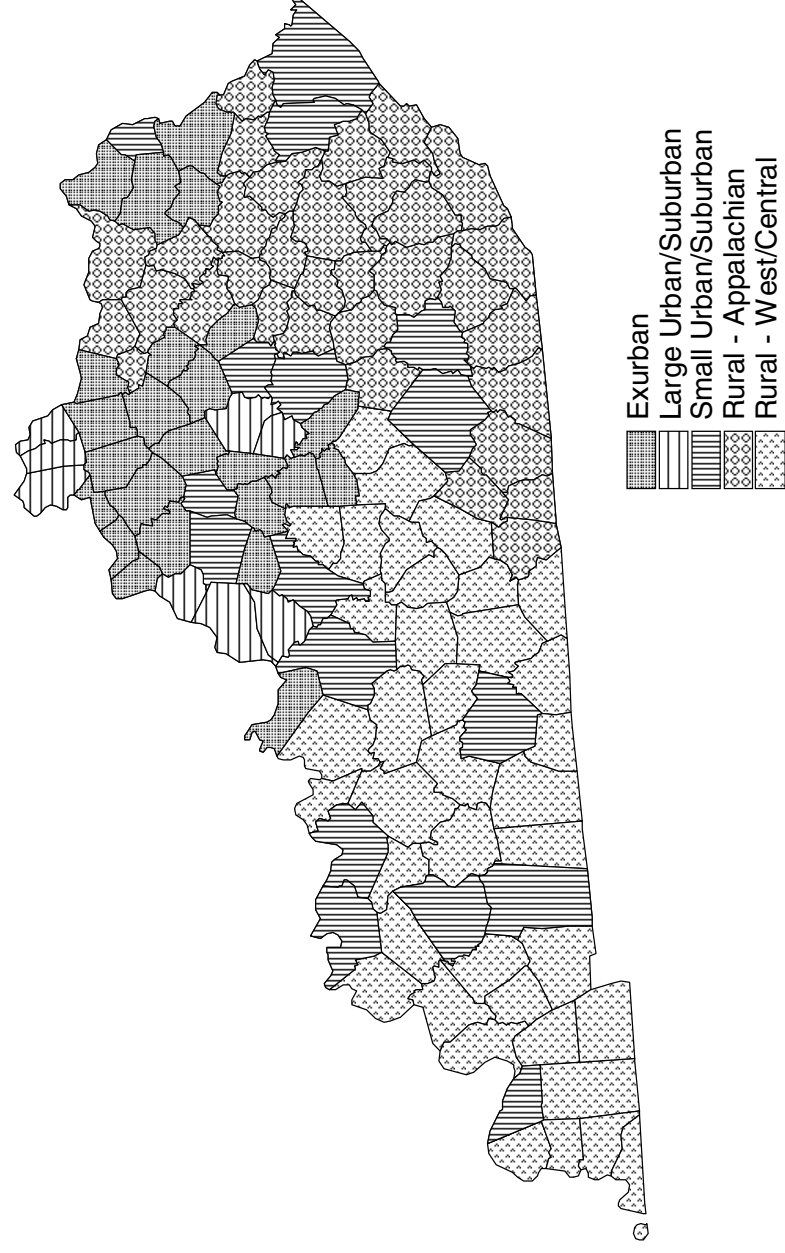 Exurban
Large Urban/Suburban
Small Urban/Suburban
Rural - Appalachian
Rural - West/Central